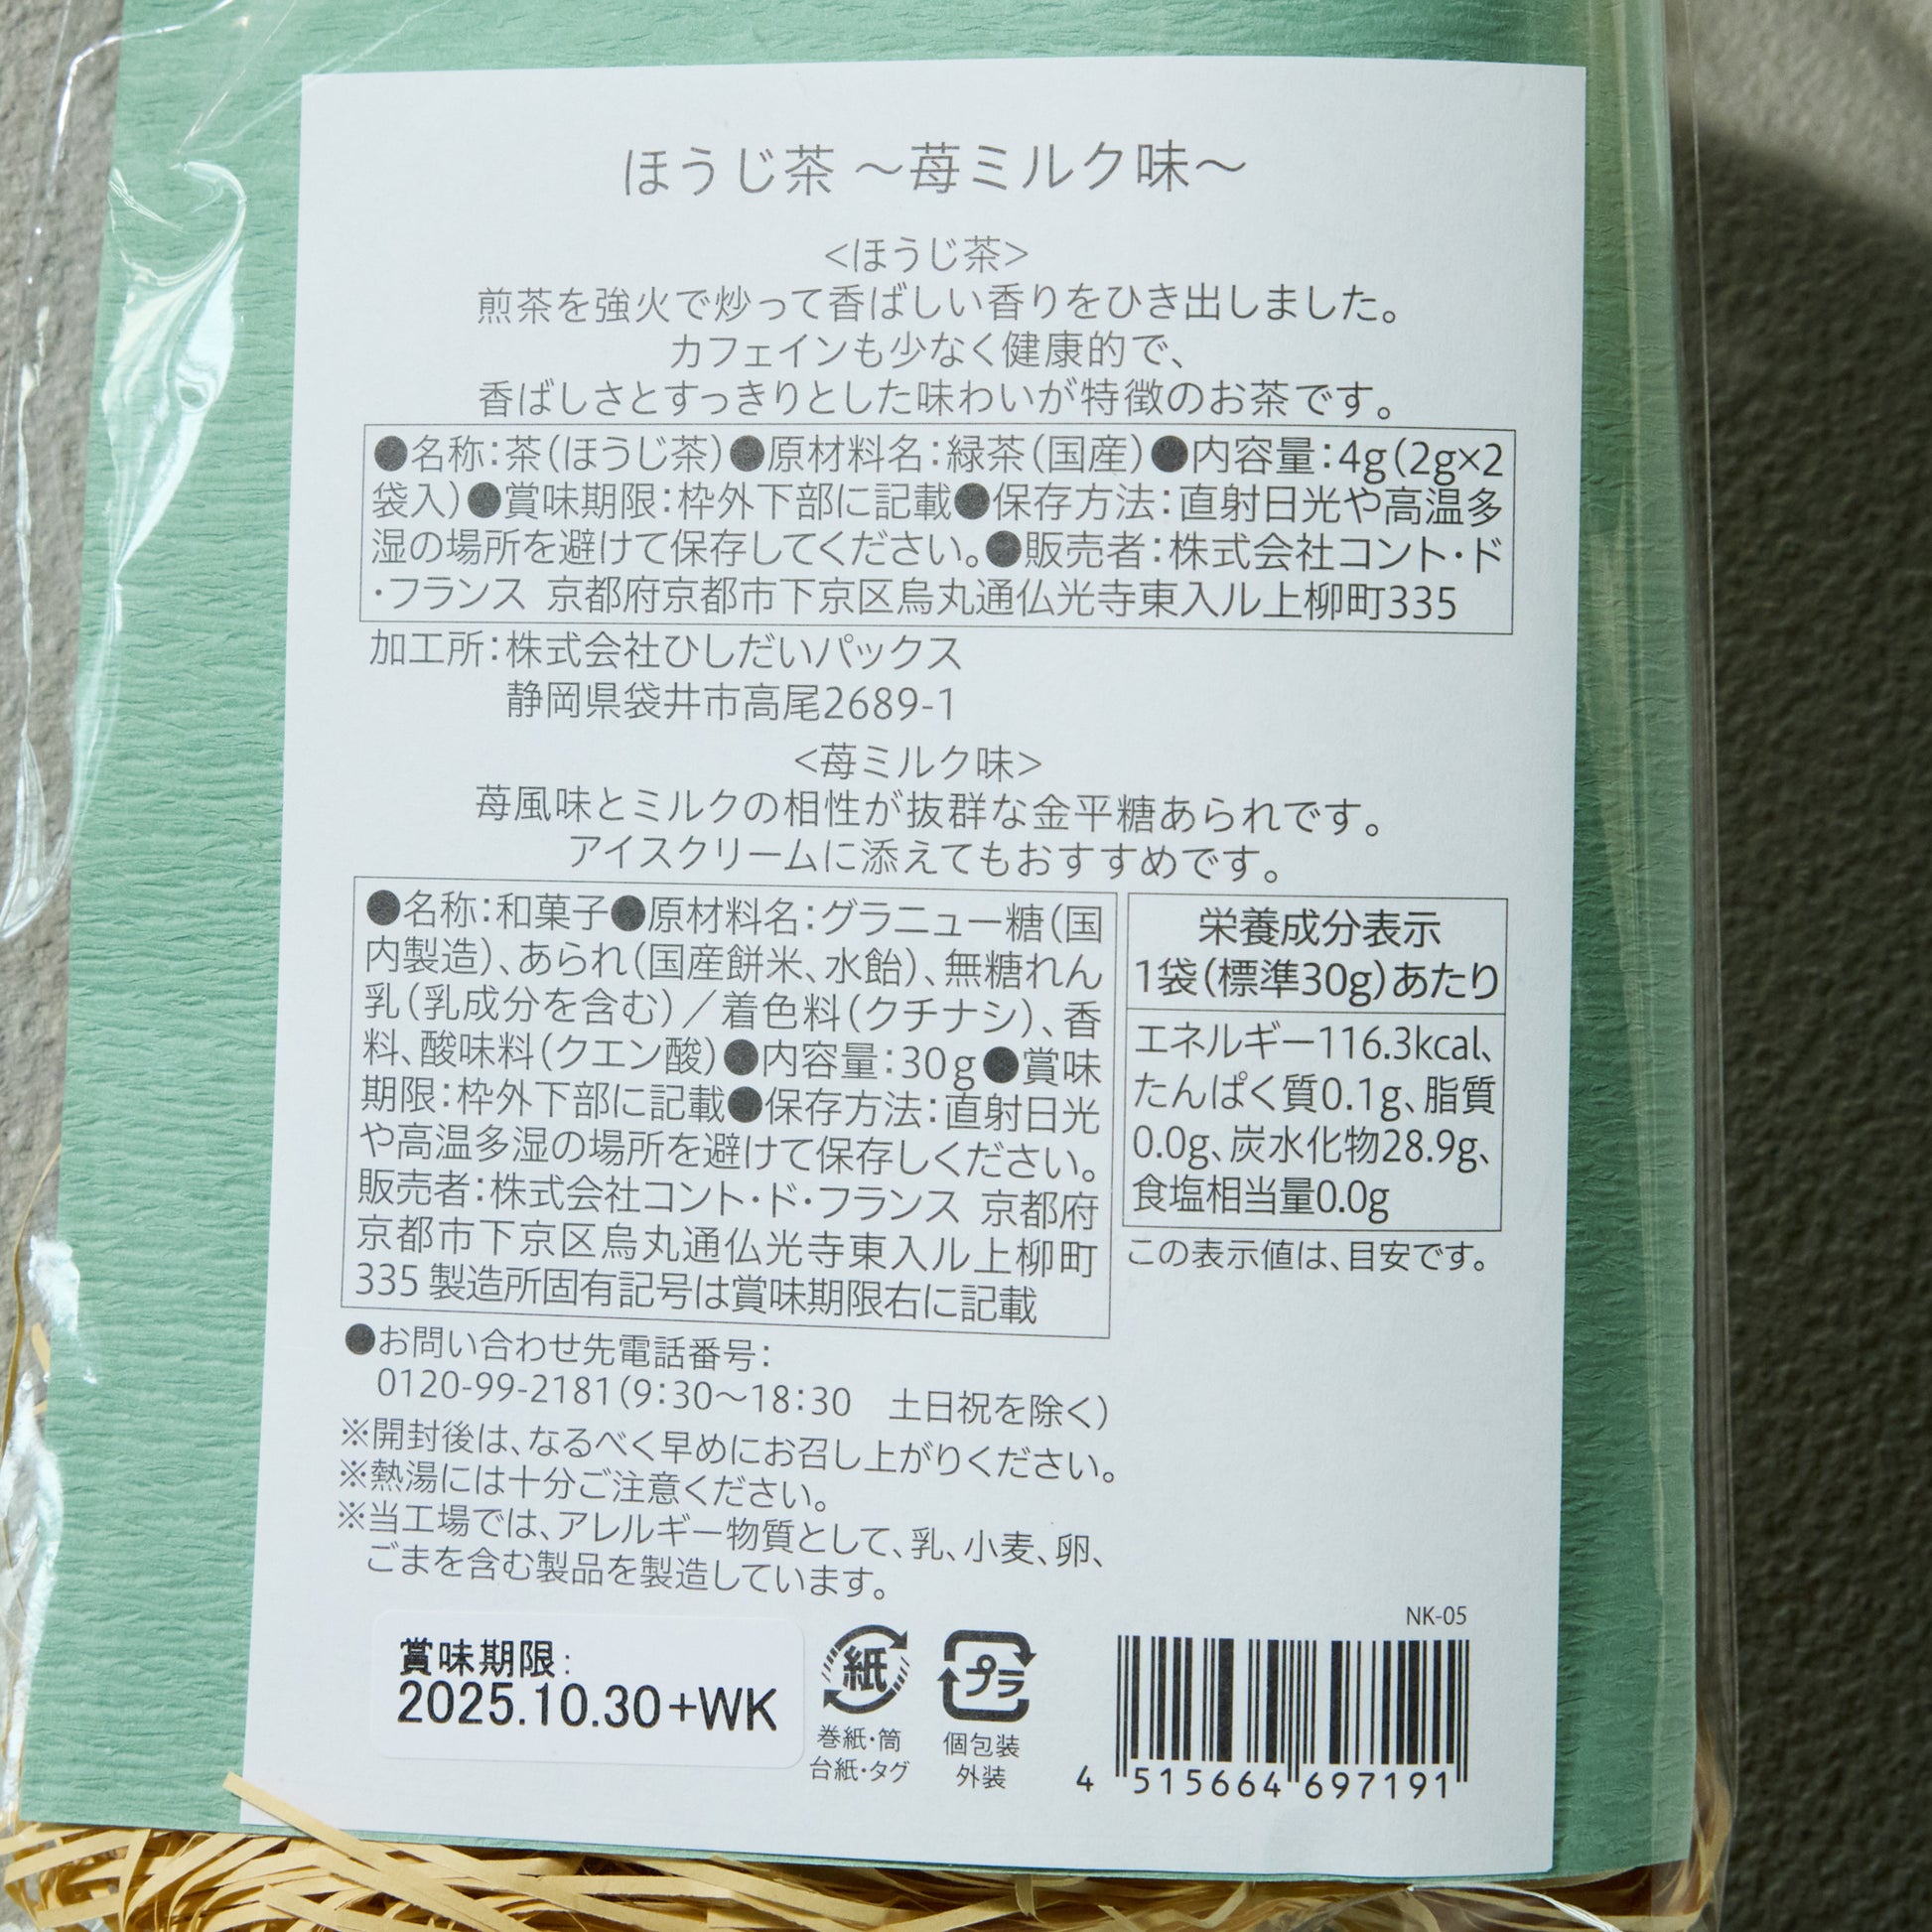 ほうじ茶 ～苺ミルク味～
<ほうじ茶>
煎茶を強火で炒って香ばしい香りをひき出しました。
カフェインも少なく健康的で、
香ばしさとすっきりとした味わいが特徴のお茶です。
●名称：茶（ほうじ茶）●原材料名：緑茶（国産）●内容量：4g（2g×2
袋入）●賞味期限：枠外下部に記載●保存方法：直射日光や高温多
湿の場所を避けて保存してください。●販売者：株式会社コント・ド
・フランス 京都府京都市下京区烏丸通仏光寺東入ル上柳町335
加工所：株式会社ひしだいパックス
静岡県袋井市高尾2689-1
<苺ミルク味>
苺風味とミルクの相性が抜群な金平糖あられです。
アイスクリームに添えてもおすすめです。
●名称：和菓子●原材料名：グラニュー糖（国
内製造）、あられ（国産餅米、水飴）、無糖れん
乳（乳成分を含む）／着色料（クチナシ）、香
料、酸味料（クエン酸）●内容量：30g●賞味
期限：枠外下部に記載●保存方法：直射日光
や高温多湿の場所を避けて保存しください。
販売者：株式会社コント・ド・フランス 京都府
京都市下京区烏丸通仏光寺東入ル上柳町
335 製造所固有記号は賞味期限右に記載
栄養成分表示
1袋（標準30g）あたり
エネルギー116.3kcal、
たんぱく質0.1g、脂質
0.0g、炭水化物28.9g、
食塩相当量0.0g
この表示値は、目安です。
●お問い合わせ先電話番号：
0120-99-2181（9：30～18：30　土日祝を除く）
※開封後は、なるべく早めにお召し上がりください。
※熱湯には十分ご注意ください。
※当工場では、アレルギー物質として、乳、小麦、卵、
ごまを含む製品を製造しています。
賞味期限：
2025.10.30+WK
紙
巻紙・筒
台紙・タグ
プラ
個包装
外装
NK-05
4 515664 697191